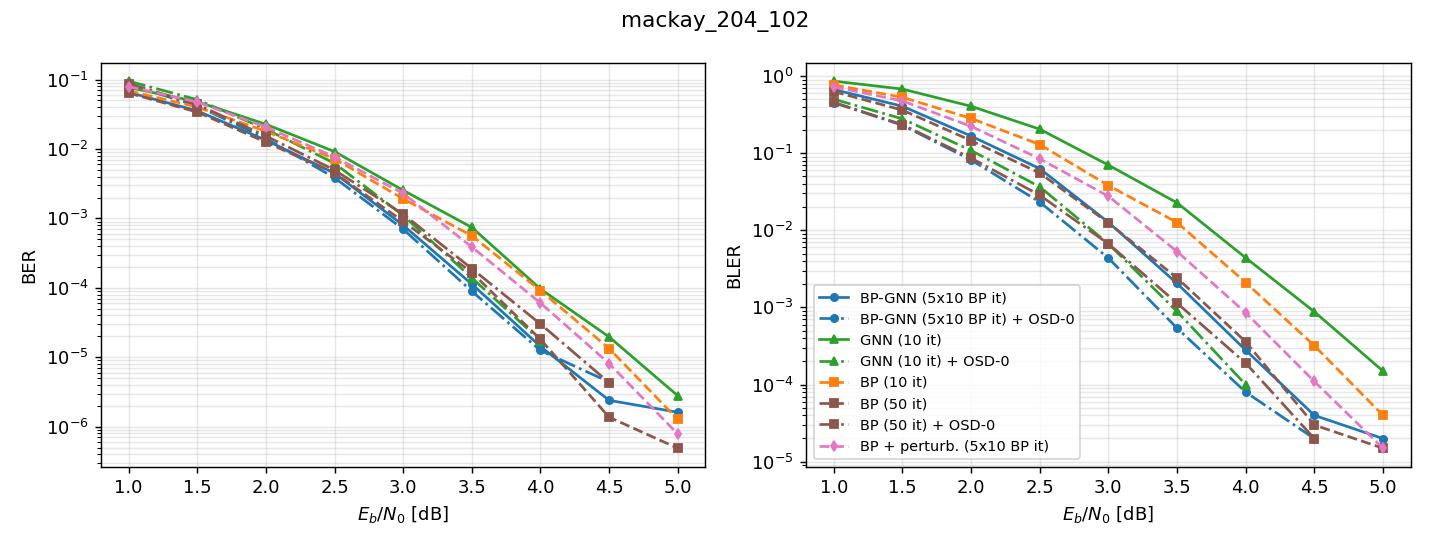 mackay_204_102
10⁻¹
10⁻²
10⁻³
10⁻⁴
10⁻⁵
10⁻⁶
BER
1.0 1.5 2.0 2.5 3.0 3.5 4.0 4.5 5.0
E_b/N_0 [dB]
10⁰
10⁻¹
10⁻²
10⁻³
10⁻⁴
10⁻⁵
BLER
BP-GNN (5x10 BP it)
BP-GNN (5x10 BP it) + OSD-0
GNN (10 it)
GNN (10 it) + OSD-0
BP (10 it)
BP (50 it)
BP (50 it) + OSD-0
BP + perturb. (5x10 BP it)
1.0 1.5 2.0 2.5 3.0 3.5 4.0 4.5 5.0
E_b/N_0 [dB]